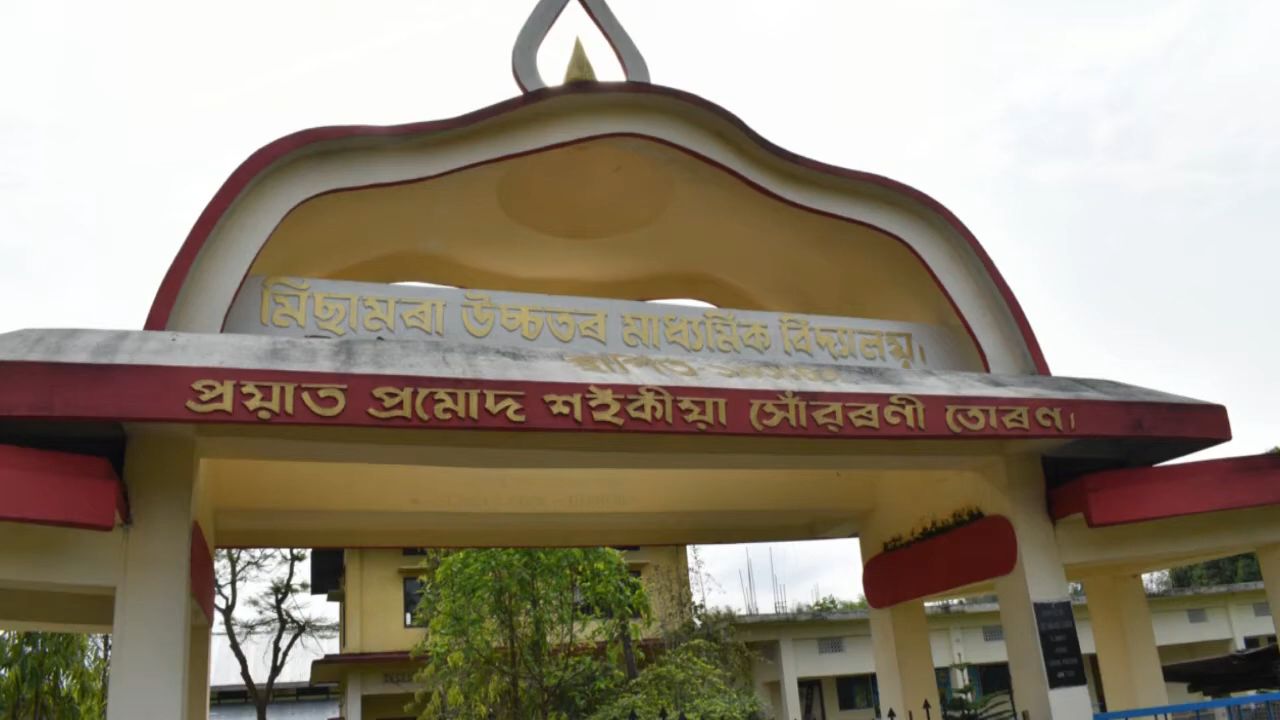 মিছামৰা উচ্চতৰ মাধ্যমিক বিদ্যালয়।
স্থাপিত
প্ৰয়াত প্ৰমোদ শইকীয়া সোঁৱৰণী তোৰণ।